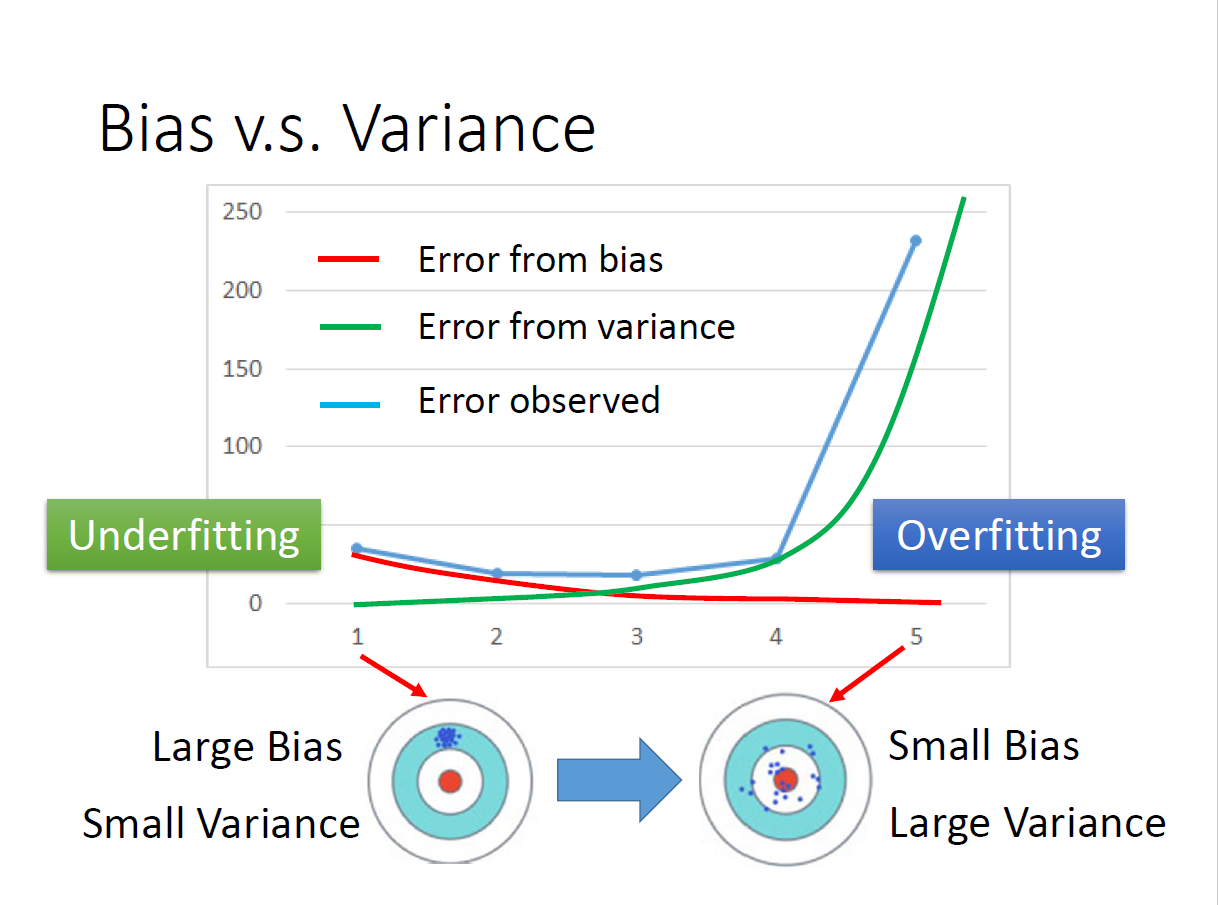 Bias v.s. Variance
250
200
150
100
0
Error from bias
Error from variance
Error observed
Underfitting
Overfitting
1 2 3 4 5
Large Bias
Small Variance
Small Bias
Large Variance